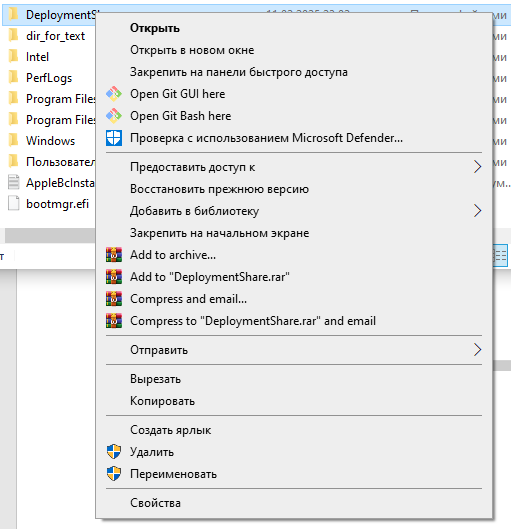 DeploymentSh
Открыть
dir_for_text
Открыть в новом окне
Intel
Закрепить на панели быстрого доступа
PerfLogs
Open Git GUI here
Program Files
Open Git Bash here
Program Files
Проверка с использованием Microsoft Defender...
Windows
Пользовател
Предоставить доступ к
AppleBcInsta
Восстановить прежнюю версию
bootmgr.efi
Добавить в библиотеку
Закрепить на начальном экране
Add to archive...
Add to "DeploymentShare.rar"
Compress and email...
Compress to "DeploymentShare.rar" and email
Отправить
Вырезать
Копировать
Создать ярлык
Удалить
Переименовать
Свойства